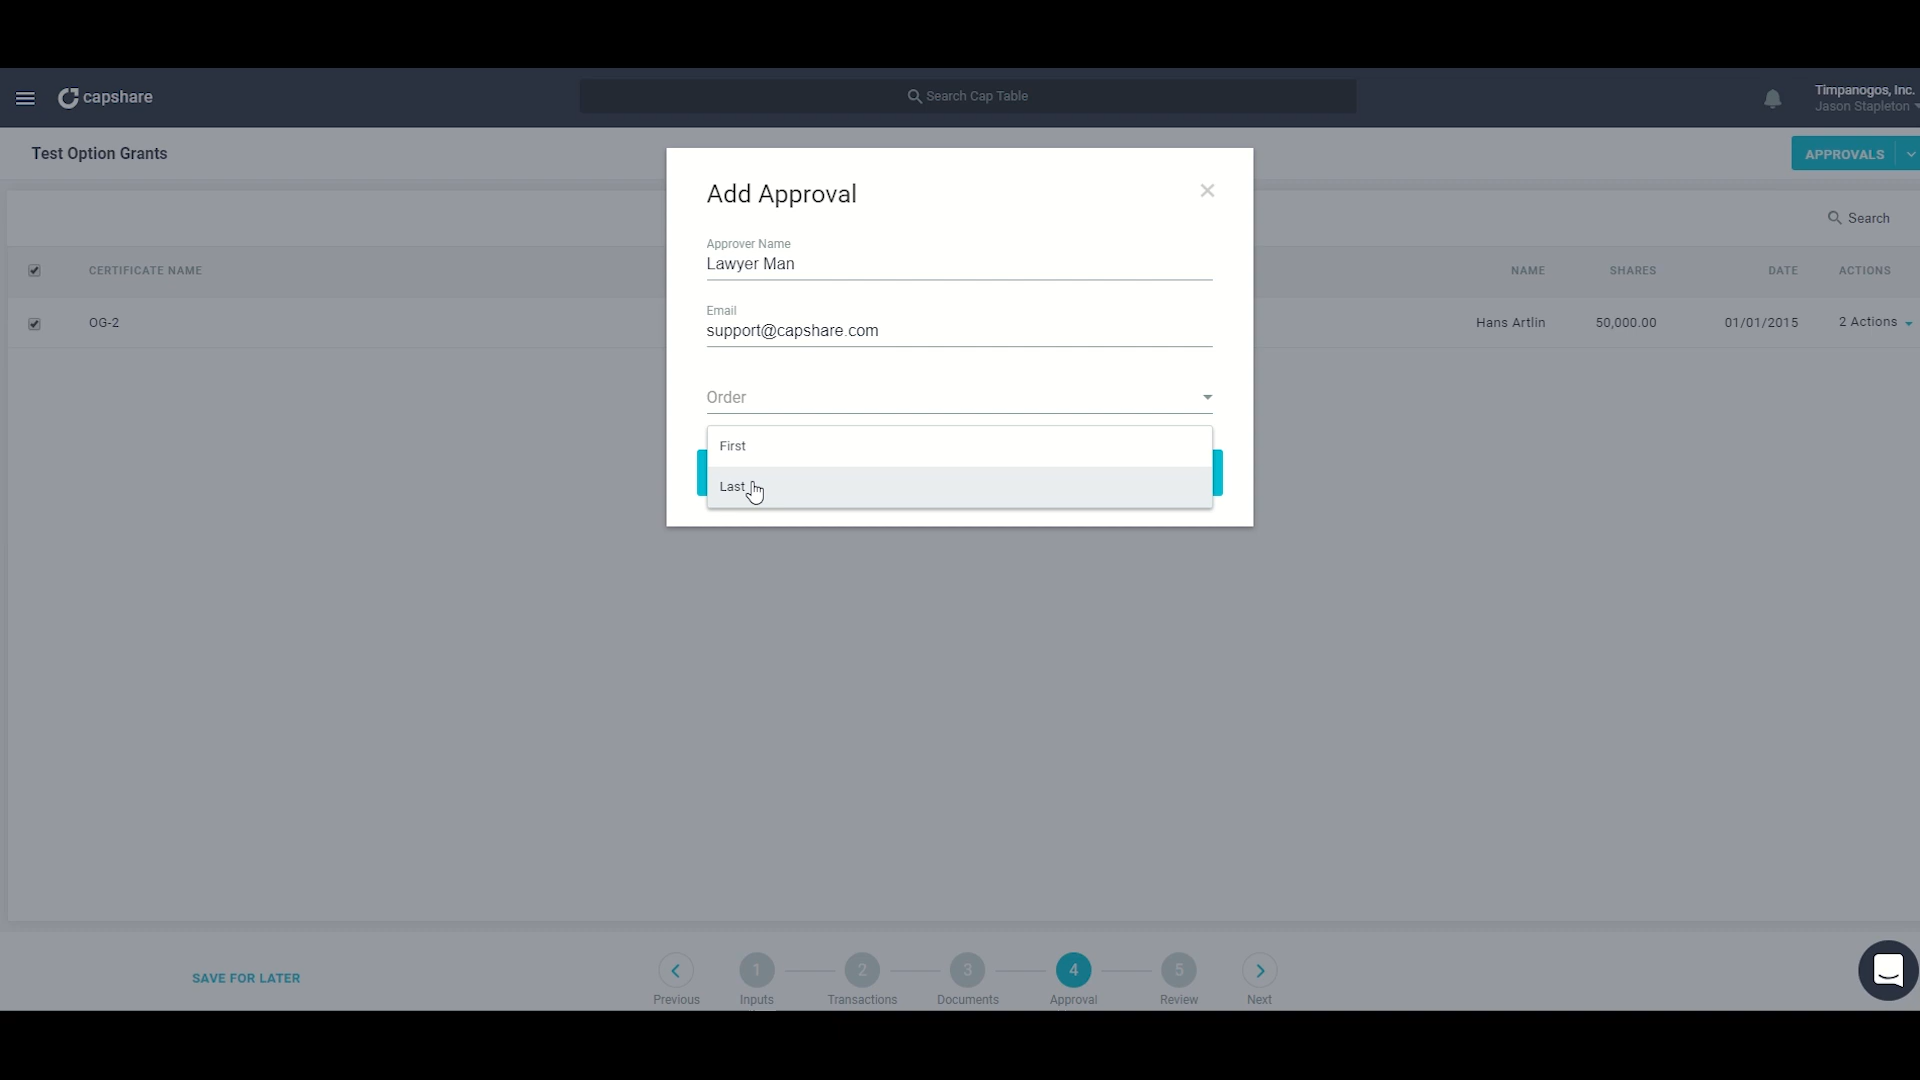 capshare
Search Cap Table
Timpanogos, Inc.
Jason Stapleton
Test Option Grants
APPROVALS
Add Approval
Search
Approver Name
Lawyer Man
CERTIFICATE NAME
NAME SHARES DATE ACTIONS
Email
support@capshare.com
OG-2
Hans Artlin 50,000.00 01/01/2015 2 Actions
Order
First
Last
SAVE FOR LATER
1 2 3 4 5
Previous Inputs Transactions Documents Approval Review Next